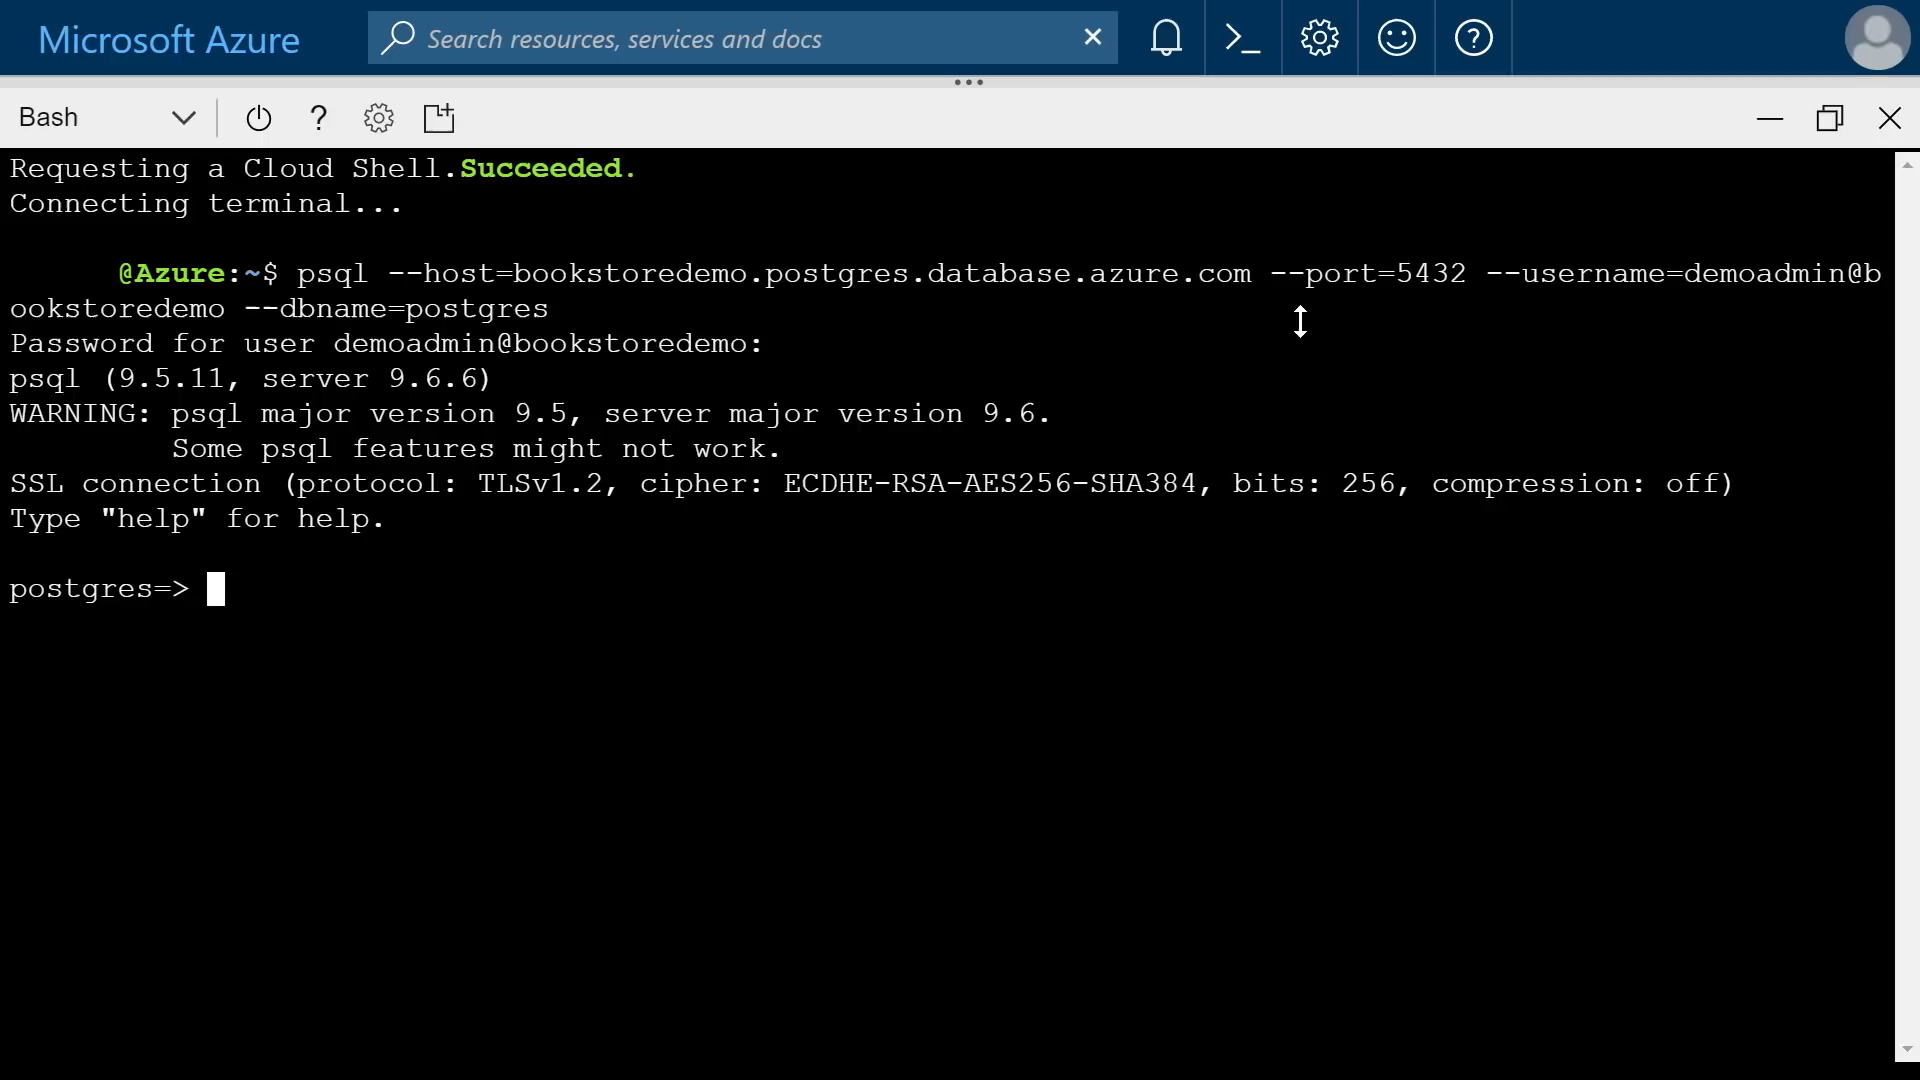 Microsoft Azure
Search resources, services and docs
Bash
Requesting a Cloud Shell.Succeeded.
Connecting terminal...
@Azure:~$ psql --host=bookstoredemo.postgres.database.azure.com --port=5432 --username=demoadmin@b
ookstoredemo --dbname=postgres
Password for user demoadmin@bookstoredemo:
psql (9.5.11, server 9.6.6)
WARNING: psql major version 9.5, server major version 9.6.
Some psql features might not work.
SSL connection (protocol: TLSv1.2, cipher: ECDHE-RSA-AES256-SHA384, bits: 256, compression: off)
Type "help" for help.
postgres=>